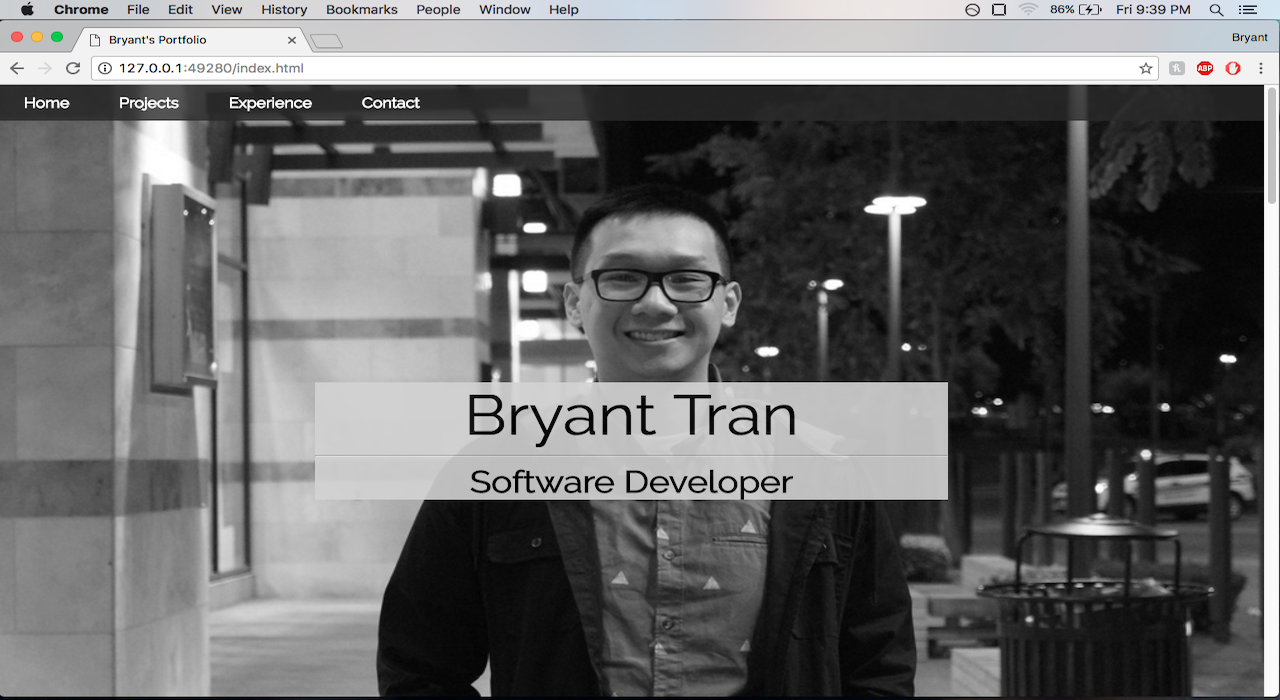 Chrome File Edit View History Bookmarks People Window Help 86% Fri 9:39 PM
Bryant's Portfolio Bryant
127.0.0.1:49280/index.html ABP
Home Projects Experience Contact
Bryant Tran
Software Developer